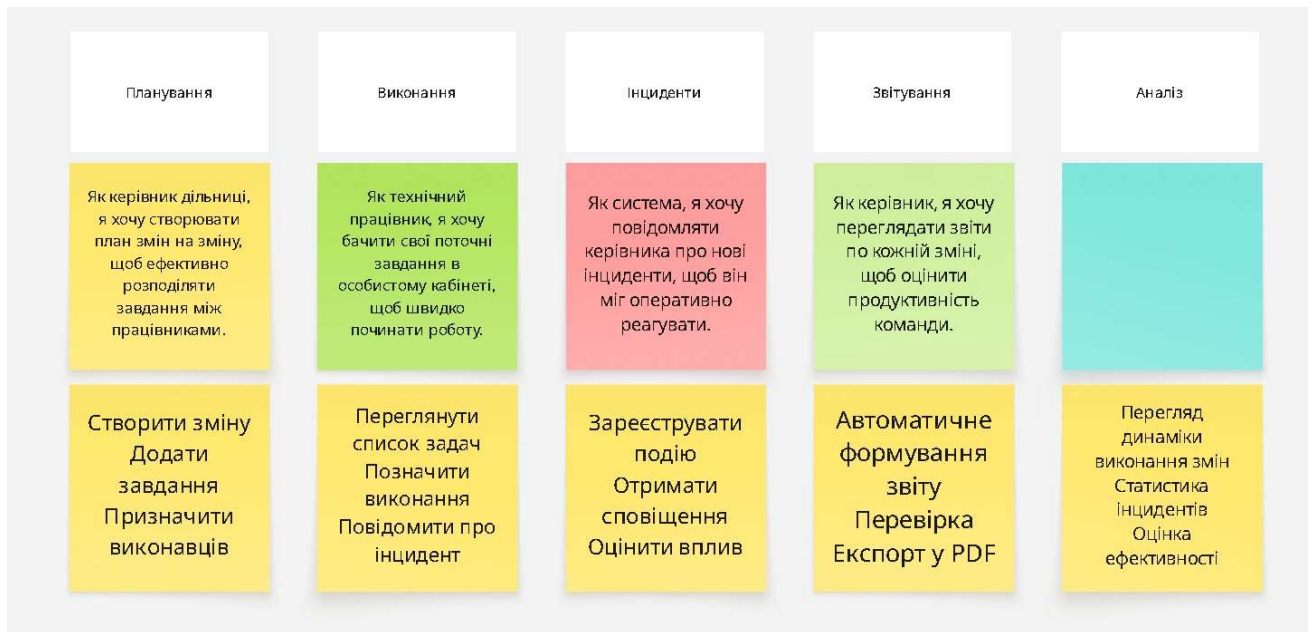 Планування
Виконання
Інциденти
Звітування
Аналіз
Як керівник дільниці,
я хочу створювати
план змін на зміну,
щоб ефективно
розподіляти
завдання між
працівниками.
Як технічний
працівник, я хочу
бачити свої поточні
завдання в
особистому кабінеті,
щоб швидко
починати роботу.
Як система, я хочу
повідомляти
керівника про нові
інциденти, щоб він
міг оперативно
реагувати.
Як керівник, я хочу
переглядати звіти
по кожній зміні,
щоб оцінити
продуктивність
команди.
Створити зміну
Додати
завдання
Призначити
виконавців
Переглянути
список задач
Позначити
виконання
Повідомити про
інцидент
Зареєструвати
подію
Отримати
сповіщення
Оцінити вплив
Автоматичне
формування
звіту
Перевірка
Експорт у PDF
Перегляд
динаміки
виконання змін
Статистика
інцидентів
Оцінка
ефективності